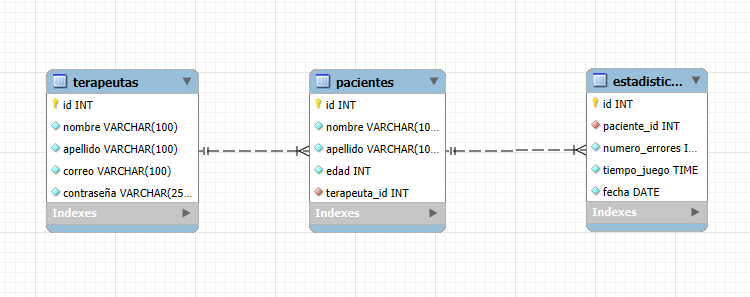 terapeutas
id INT
nombre VARCHAR(100)
apellido VARCHAR(100)
correo VARCHAR(100)
contraseña VARCHAR(25...
Indexes
pacientes
id INT
nombre VARCHAR(10...
apellido VARCHAR(10...
edad INT
terapeuta_id INT
Indexes
estadistic...
id INT
paciente_id INT
numero_errores I...
tiempo_juego TIME
fecha DATE
Indexes